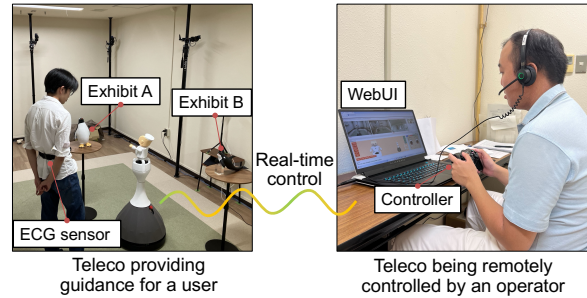 Exhibit A
Exhibit B
ECG sensor
Real-time
control
WebUI
Controller
Teleco providing
guidance for a user
Teleco being remotely
controlled by an operator